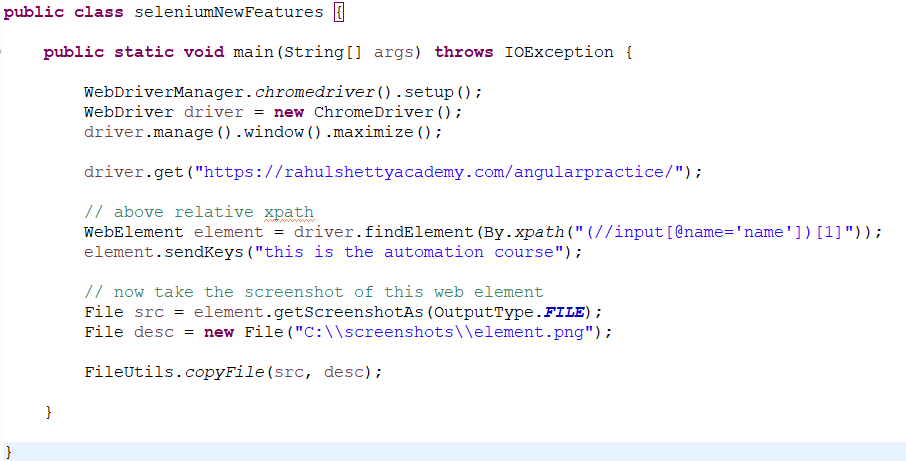 public class seleniumNewFeatures {
public static void main(String[] args) throws IOException {
WebDriverManager.chromedriver().setup();
WebDriver driver = new ChromeDriver();
driver.manage().window().maximize();
driver.get("https://rahulshettyacademy.com/angularpractice/");
// above relative xpath
WebElement element = driver.findElement(By.xpath("(//input[@name='name'])[1]"));
element.sendKeys("this is the automation course");
// now take the screenshot of this web element
File src = element.getScreenshotAs(OutputType.FILE);
File desc = new File("C:\\screenshots\\element.png");
FileUtils.copyFile(src, desc);
}
}